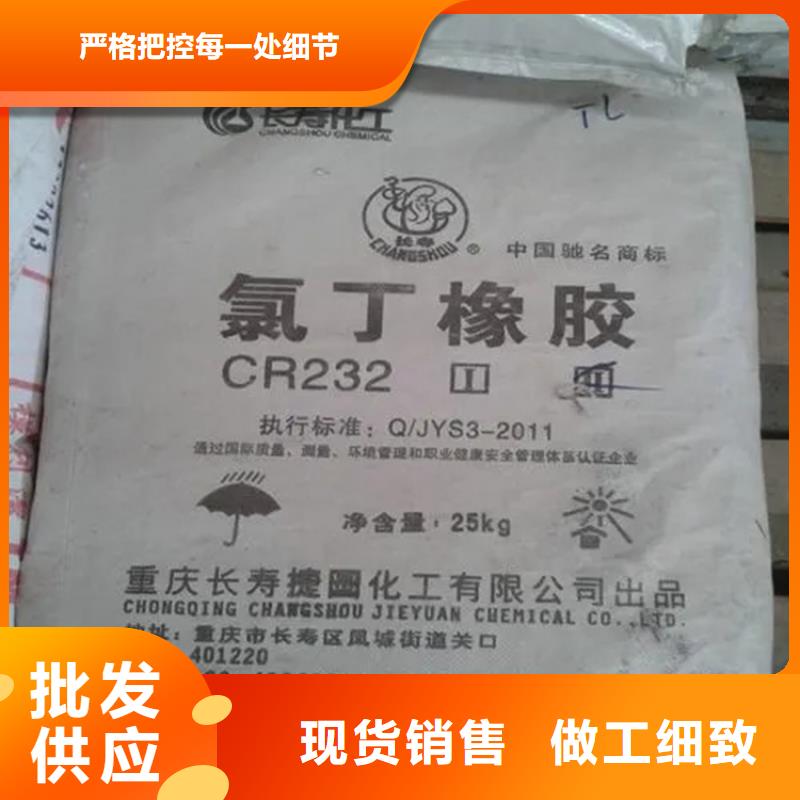 严格把控每一处细节
长寿化工
CHANGSHOU CHEMICAL
TL
长寿
CHANGSHOU
® 中国驰名商标
氯丁橡胶
CR232 I II
执行标准: Q/JYS3-2011
通过国际质量、测量、环境管理和职业健康安全管理体系认证企业
净含量: 25kg
重庆长寿捷圆化工有限公司出品
CHONGQING CHANGSHOU JIEYUAN CHEMICAL CO.,LTD.
地址: 重庆市长寿区凤城街道关口
401220
批发
供应
现货销售 做工细致